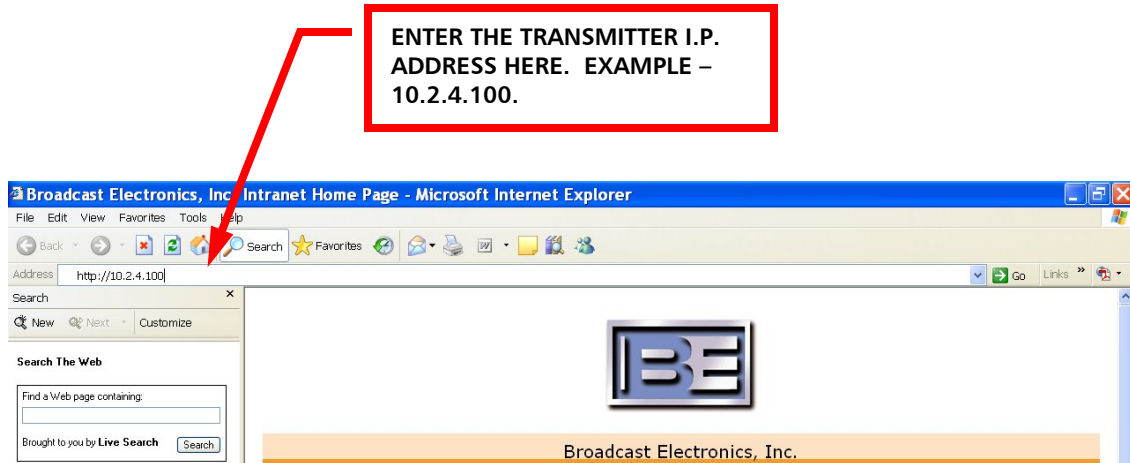 ENTER THE TRANSMITTER I.P.
ADDRESS HERE. EXAMPLE –
10.2.4.100.
Broadcast Electronics, Inc. Intranet Home Page - Microsoft Internet Explorer
File Edit View Favorites Tools Help
Back Search Favorites
Address http://10.2.4.100 Go Links »
Search ×
New Next Customize
Search The Web
Find a Web page containing:
Brought to you by Live Search Search
BE
Broadcast Electronics, Inc.